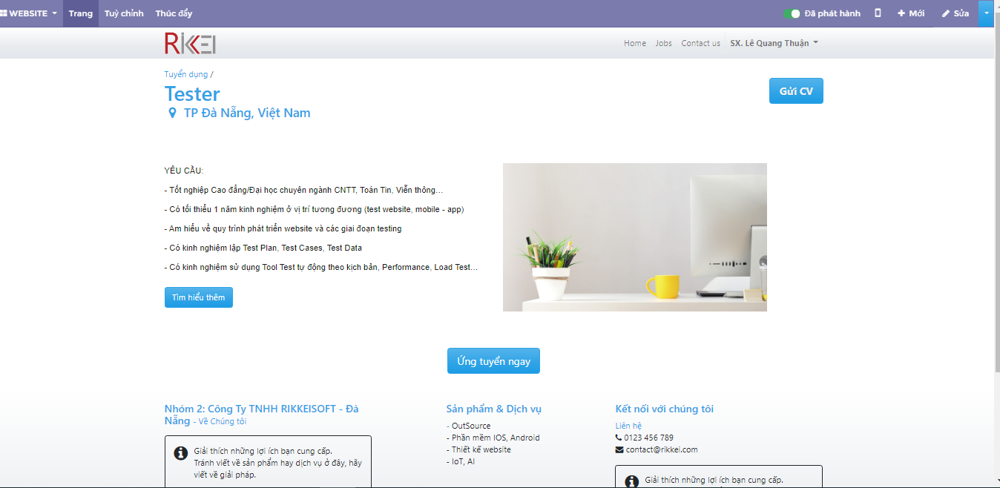 WEBSITE Trang Tuỳ chỉnh Thúc đẩy Đã phát hành Mới Sửa
RIKKEI Home Jobs Contact us SX. Lê Quang Thuận
Tuyển dụng /
Tester
Gửi CV
TP Đà Nẵng, Việt Nam
YÊU CẦU:
- Tốt nghiệp Cao đẳng/Đại học chuyên ngành CNTT, Toán Tin, Viễn thông...
- Có tối thiểu 1 năm kinh nghiệm ở vị trí tương đương (test website, mobile - app)
- Am hiểu về quy trình phát triển website và các giai đoạn testing
- Có kinh nghiệm lập Test Plan, Test Cases, Test Data
- Có kinh nghiệm sử dụng Tool Test tự động theo kịch bản, Performance, Load Test...
Tìm hiểu thêm
Ứng tuyển ngay
Nhóm 2: Công Ty TNHH RIKKEISOFT - Đà
Nẵng - Về Chúng tôi
Giải thích những lợi ích bạn cung cấp.
Tránh viết về sản phẩm hay dịch vụ ở đây, hãy
viết về giải pháp.
Sản phẩm & Dịch vụ
- OutSource
- Phần mềm IOS, Android
- Thiết kế website
- IoT, AI
Kết nối với chúng tôi
Liên hệ
0123 456 789
contact@rikkei.com
Giải thích những lợi ích bạn cung cấp.